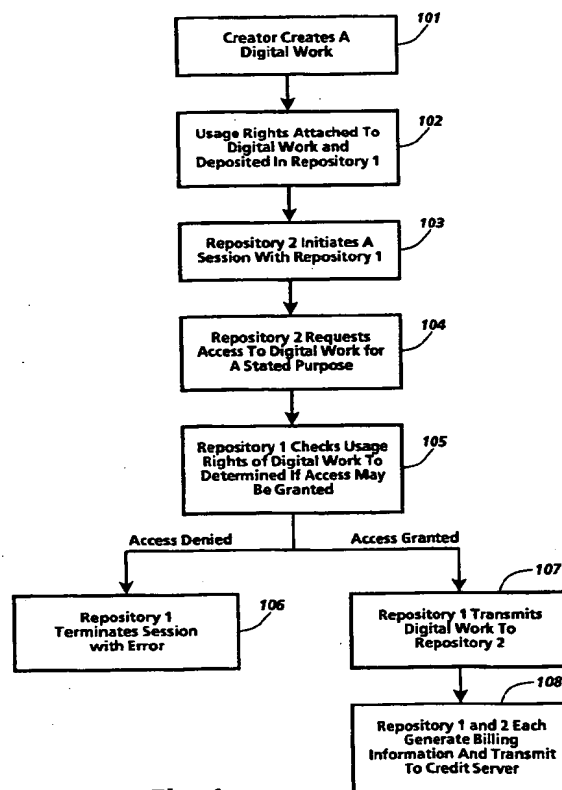 101
Creator Creates A
Digital Work
102
Usage Rights Attached To
Digital Work and
Deposited In Repository 1
103
Repository 2 Initiates A
Session With Repository 1
104
Repository 2 Requests
Access To Digital Work for
A Stated Purpose
105
Repository 1 Checks Usage
Rights of Digital Work To
Determined If Access May
Be Granted
Access Denied
Access Granted
106
Repository 1
Terminates Session
with Error
107
Repository 1 Transmits
Digital Work To
Repository 2
108
Repository 1 and 2 Each
Generate Billing
Information And Transmit
To Credit Server